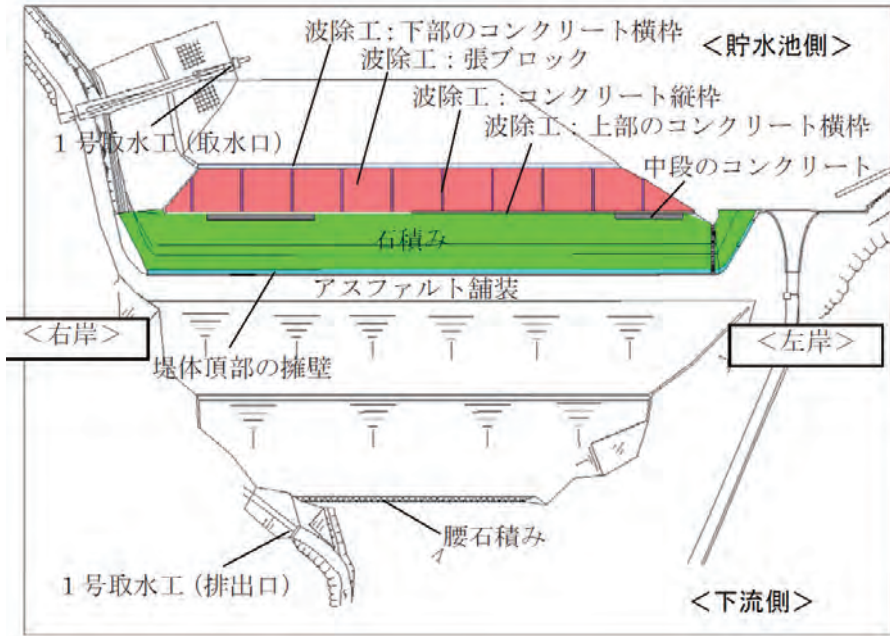 波除工：下部のコンクリート横枠
＜貯水池側＞
波除工：張ブロック
波除工：コンクリート縦枠
波除工：上部のコンクリート横枠
1号取水工（取水口）
中段のコンクリート
石積み
アスファルト舗装
＜右岸＞
＜左岸＞
堤体頂部の擁壁
腰石積み
1号取水工（排出口）
＜下流側＞